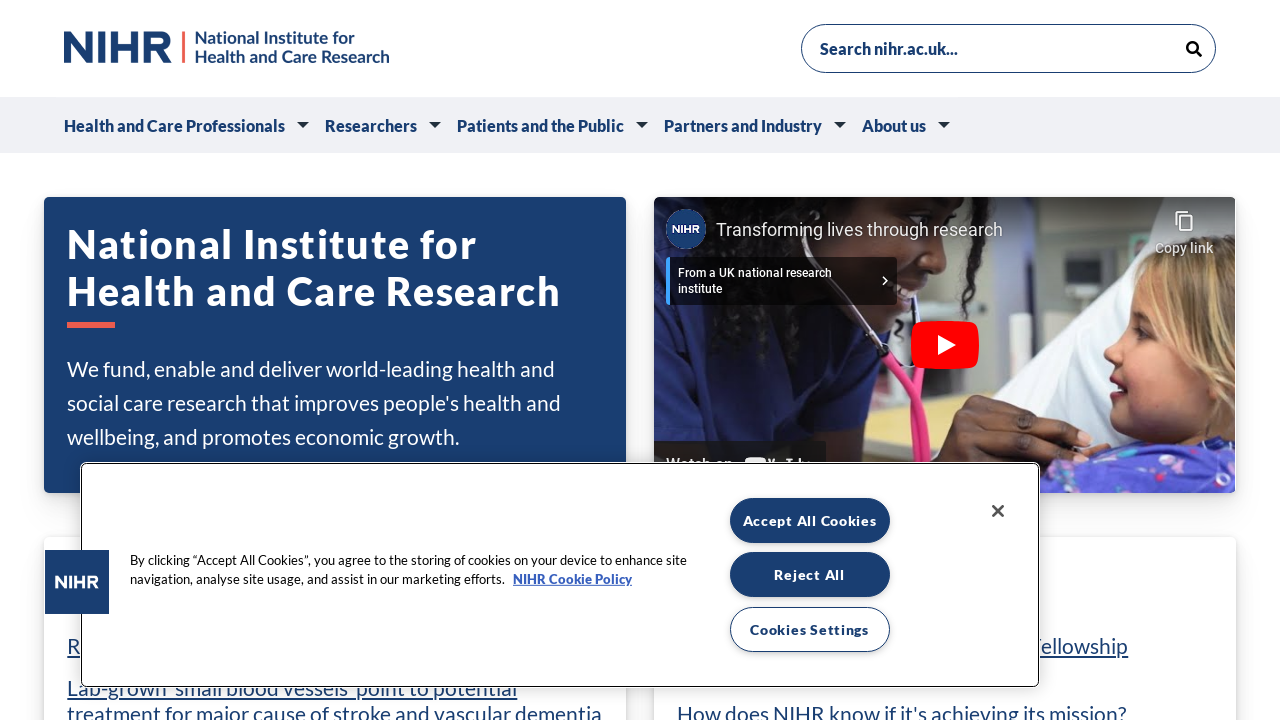 NIHR
National Institute for
Health and Care Research
Search nihr.ac.uk...
Health and Care Professionals
Researchers
Patients and the Public
Partners and Industry
About us
National Institute for
Health and Care Research
We fund, enable and deliver world-leading health and
social care research that improves people's health and
wellbeing, and promotes economic growth.
NIHR
Transforming lives through research
Copy link
From a UK national research
institute
Watch on
By clicking “Accept All Cookies”, you agree to the storing of cookies on your device to enhance site
navigation, analyse site usage, and assist in our marketing efforts. NIHR Cookie Policy
Accept All Cookies
Reject All
Cookies Settings
NIHR
Fellowship
Lab-grown 'small blood vessels' point to potential
treatment for major cause of stroke and vascular dementia
How does NIHR know if it's achieving its mission?